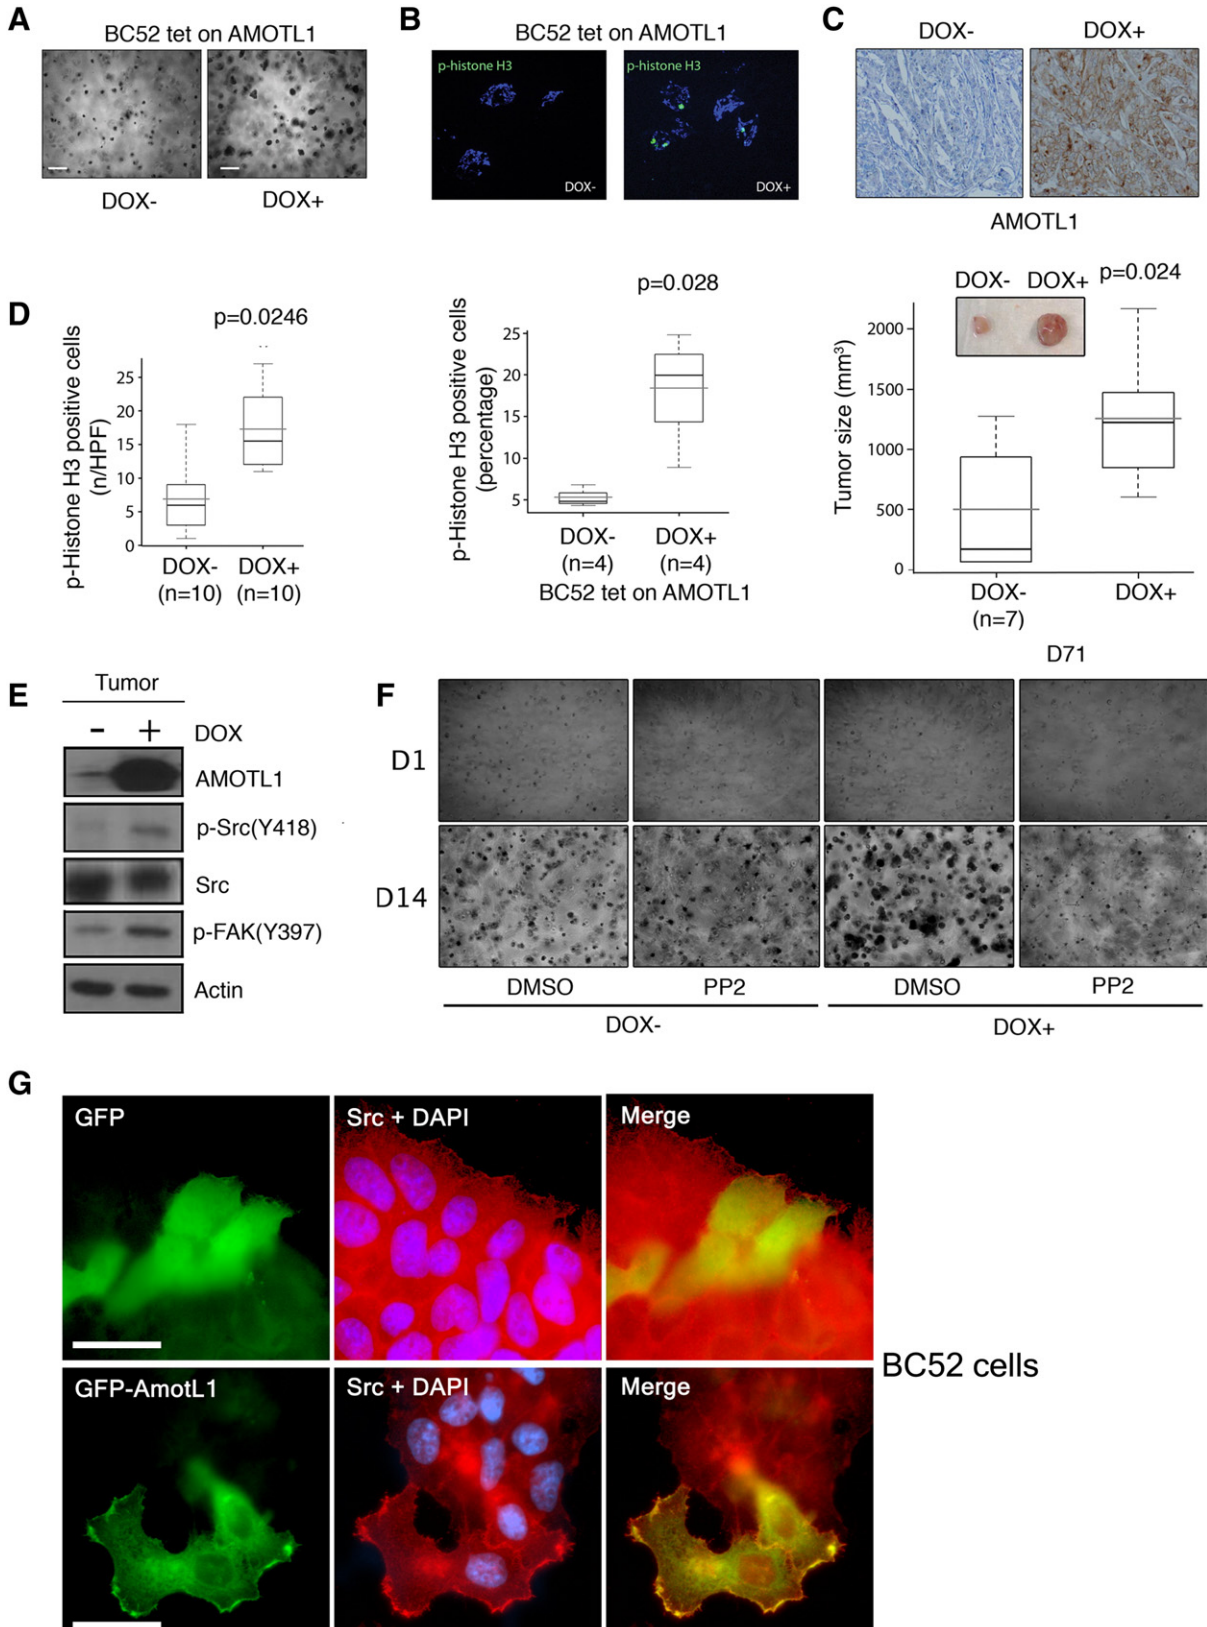 A
BC52 tet on AMOTL1
DOX-
DOX+
B
BC52 tet on AMOTL1
p-histone H3
DOX-
p-histone H3
DOX+
C
DOX-
DOX+
AMOTL1
D
p=0.0246
p-Histone H3 positive cells
(n/HPF)
25
20
15
10
5
0
DOX-
DOX+
(n=10)
(n=10)
p=0.028
p-Histone H3 positive cells
(percentage)
25
20
15
10
5
DOX-
DOX+
(n=4)
(n=4)
BC52 tet on AMOTL1
DOX-
DOX+
p=0.024
Tumor size (mm³)
2000
1500
1000
500
0
DOX-
DOX+
(n=7)
D71
E
Tumor
- +
DOX
AMOTL1
p-Src(Y418)
Src
p-FAK(Y397)
Actin
F
D1
D14
DMSO
PP2
DMSO
PP2
DOX-
DOX+
G
GFP
Src + DAPI
Merge
GFP-AmotL1
Src + DAPI
Merge
BC52 cells